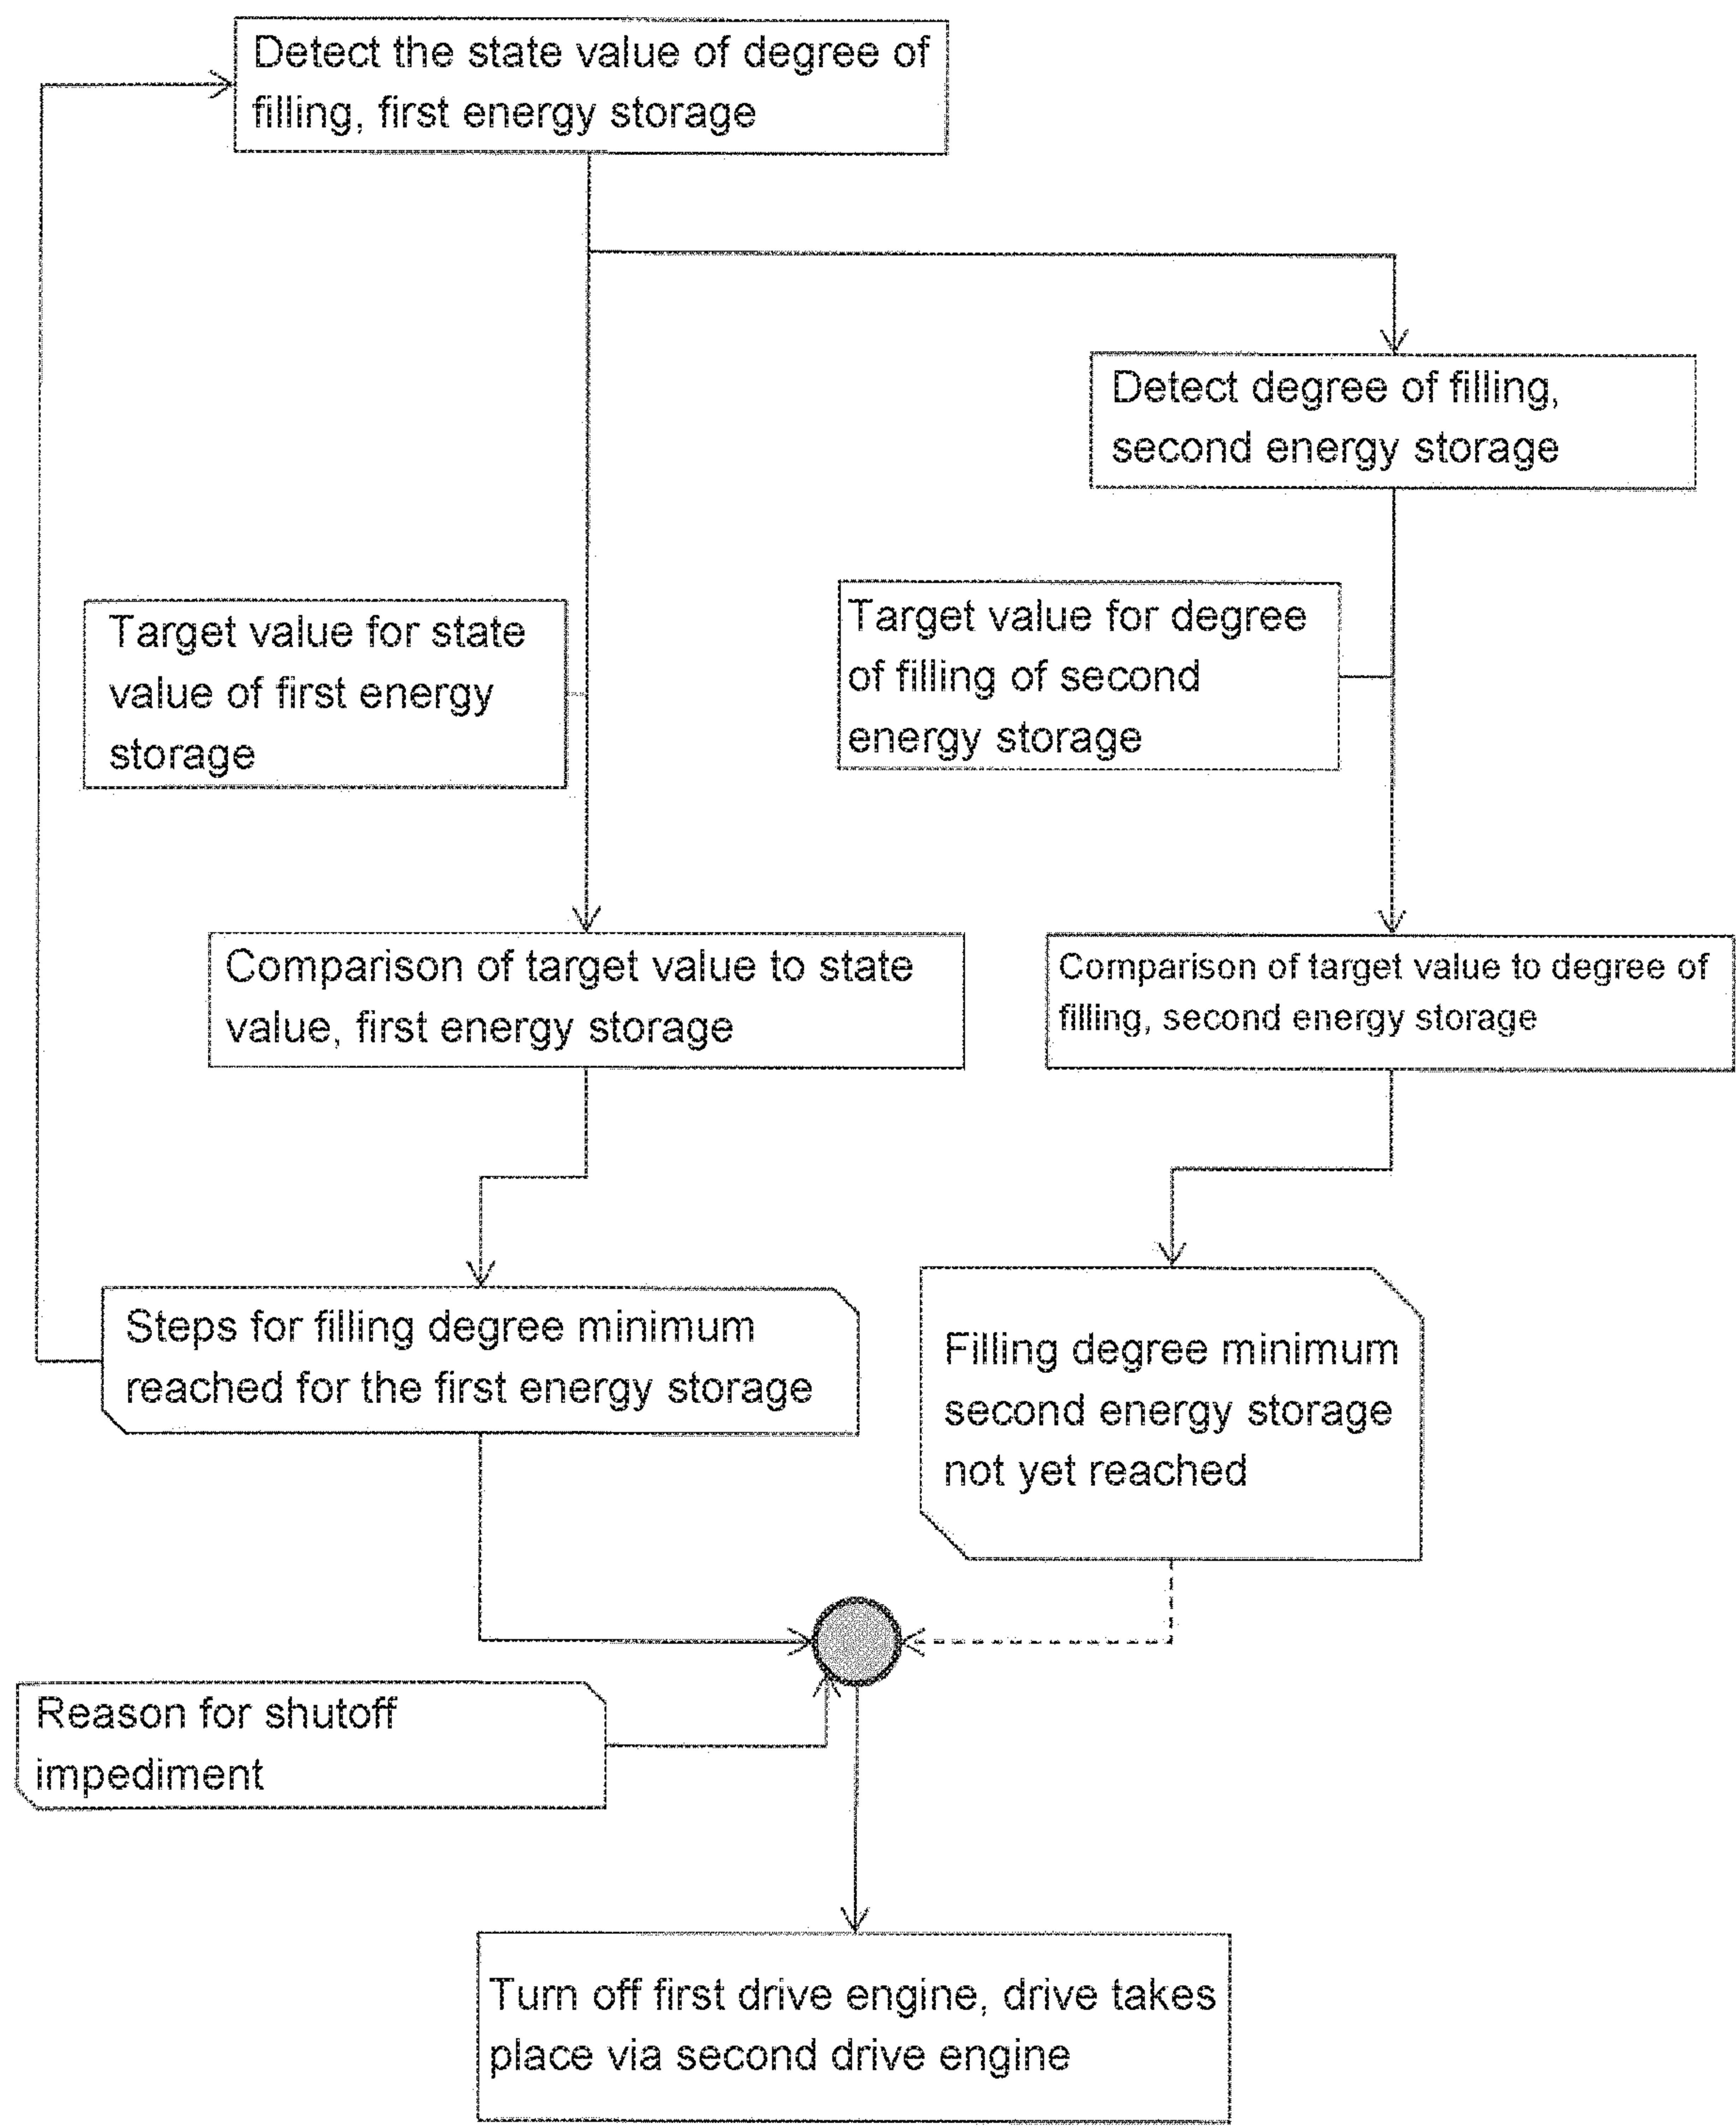 Detect the state value of degree of
filling, first energy storage
Detect degree of filling,
second energy storage
Target value for state
value of first energy
storage
Target value for degree
of filling of second
energy storage
Comparison of target value to state
value, first energy storage
Comparison of target value to degree of
filling, second energy storage
Steps for filling degree minimum
reached for the first energy storage
Filling degree minimum
second energy storage
not yet reached
Reason for shutoff
impediment
Turn off first drive engine, drive takes
place via second drive engine